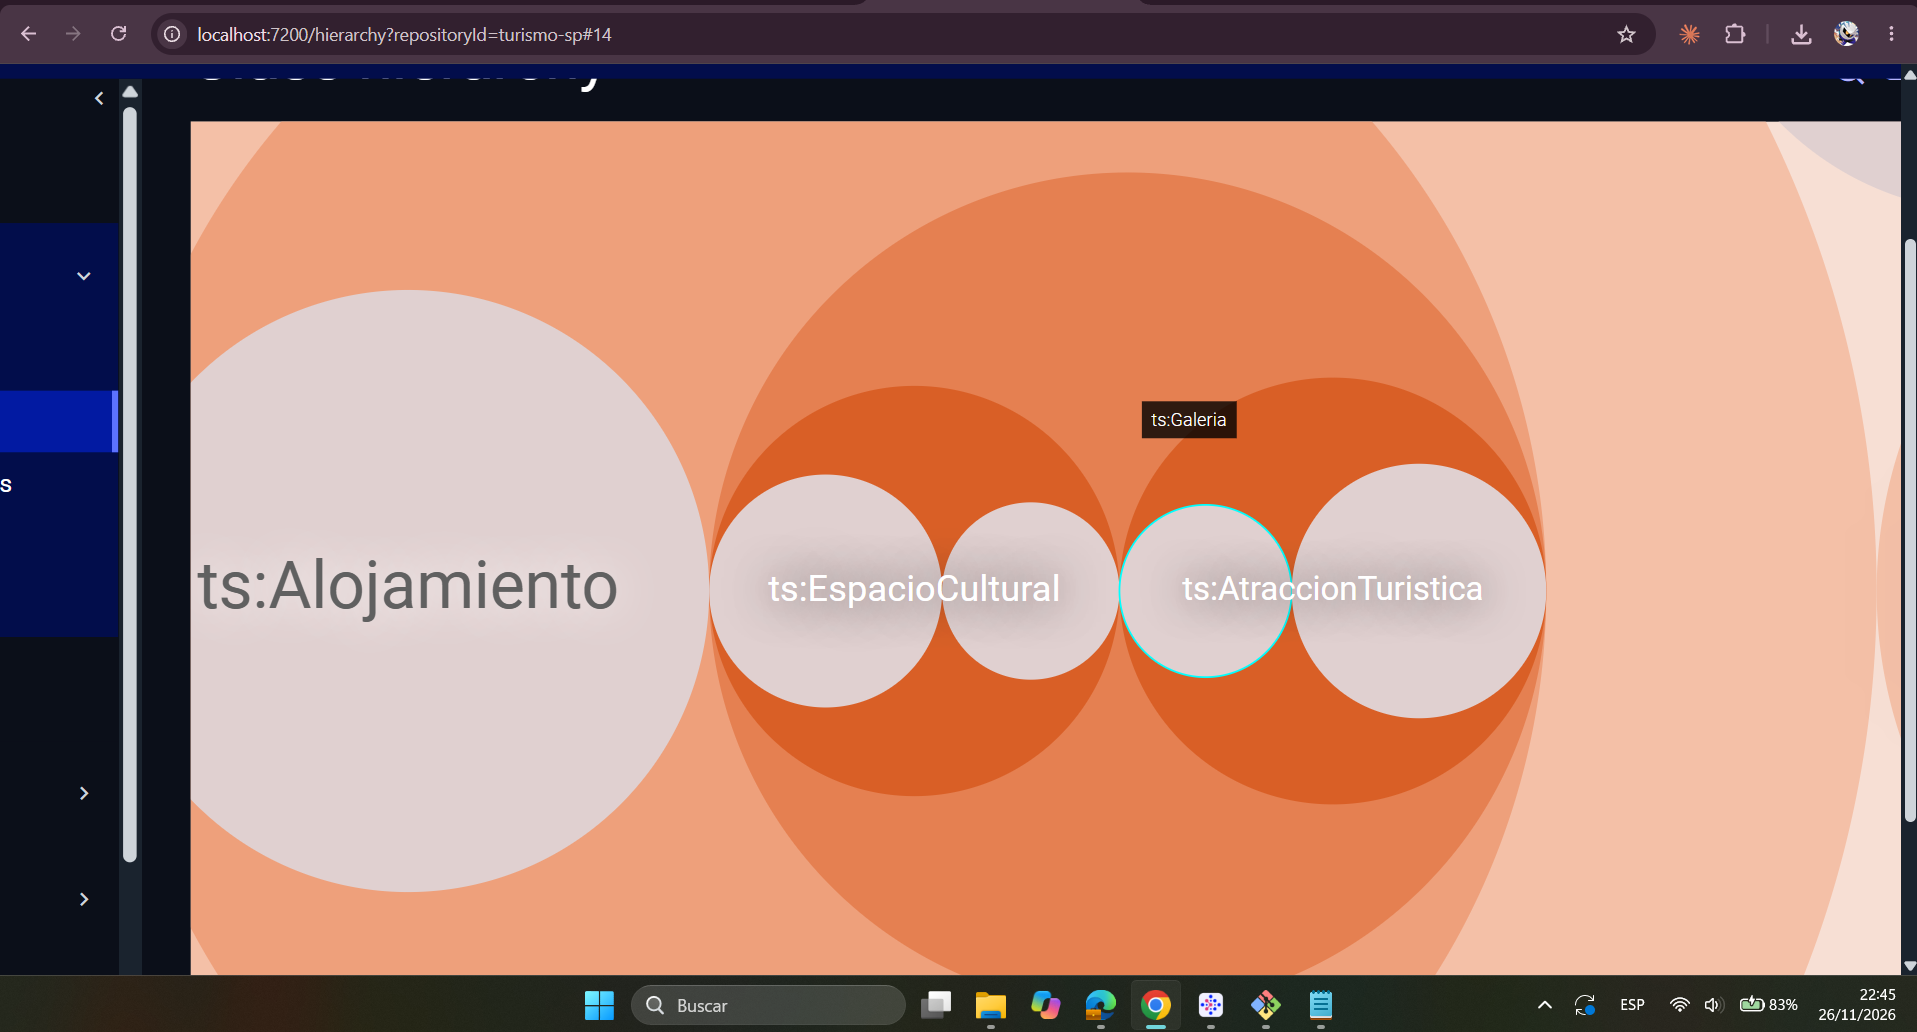 localhost:7200/hierarchy?repositoryId=turismo-sp#14
s
ts:Galeria
ts:Alojamiento
ts:EspacioCultural
ts:AtraccionTuristica
Buscar
ESP
83%
22:45
26/11/2026